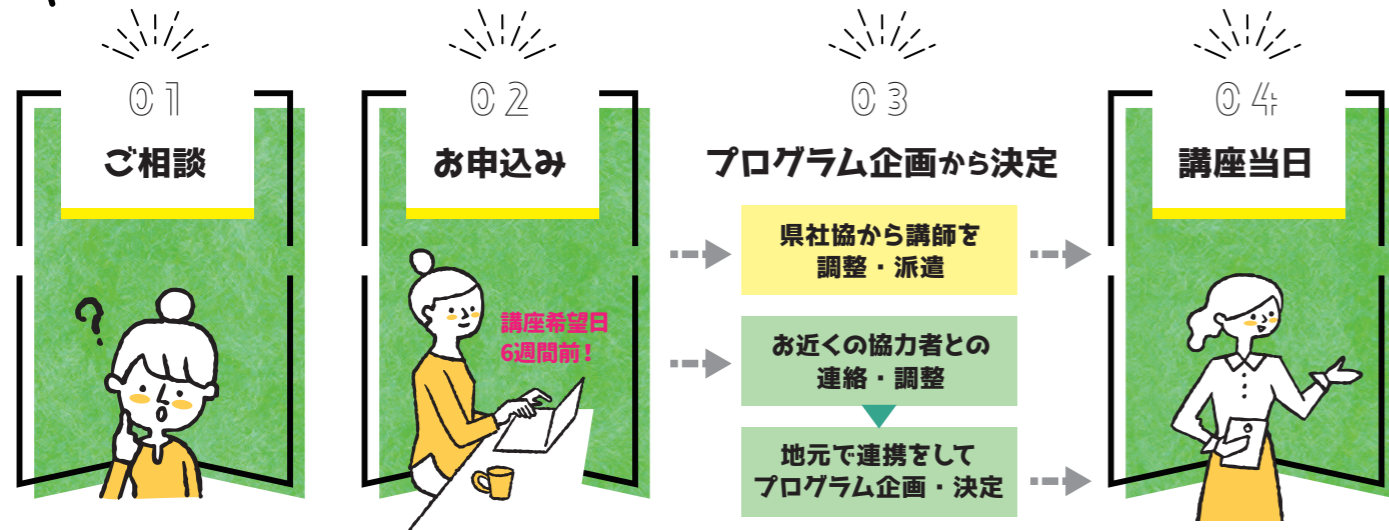 01
ご相談
?
02
お申込み
講座希望日
6週間前!
03
プログラム企画から決定
県社協から講師を
調整・派遣
お近くの協力者との
連絡・調整
地元で連携をして
プログラム企画・決定
04
講座当日